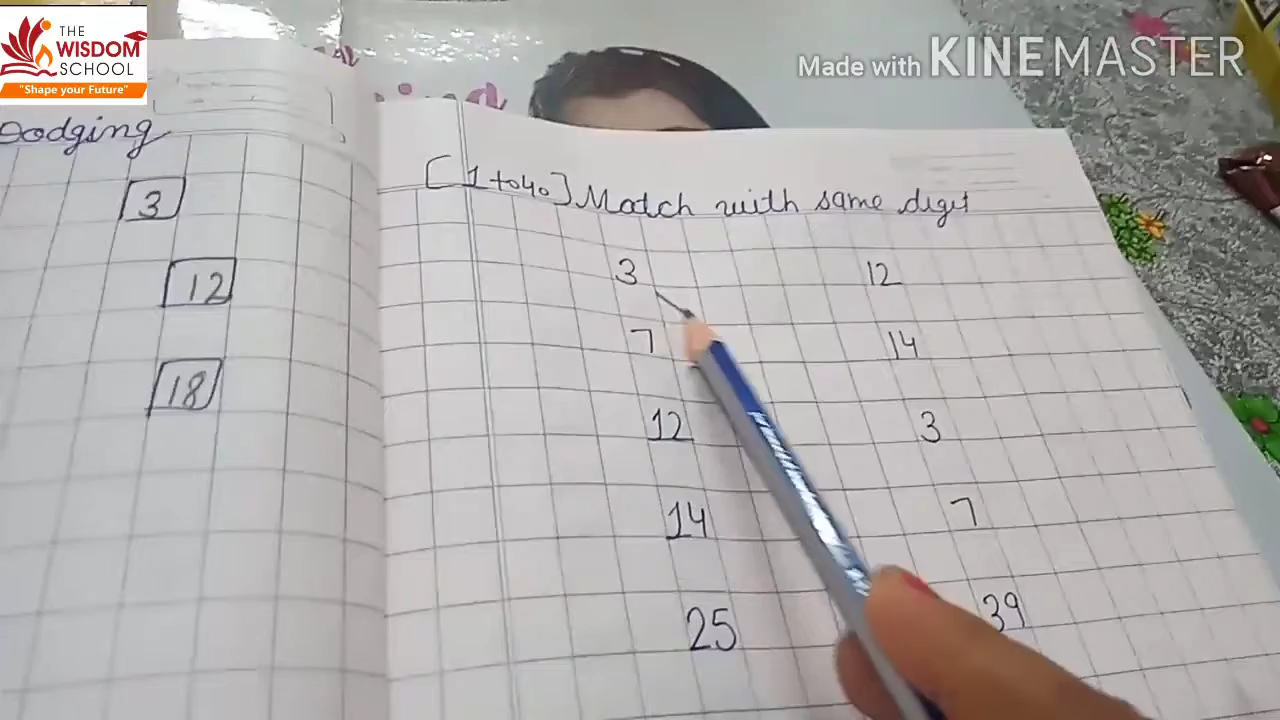 THE
WISDOM
SCHOOL
"Shape your Future"
Made with KINEMASTER
Dodging
3
12
18
[1 to 40] Match with same digit
3 12
7 14
12 3
14 7
25 39